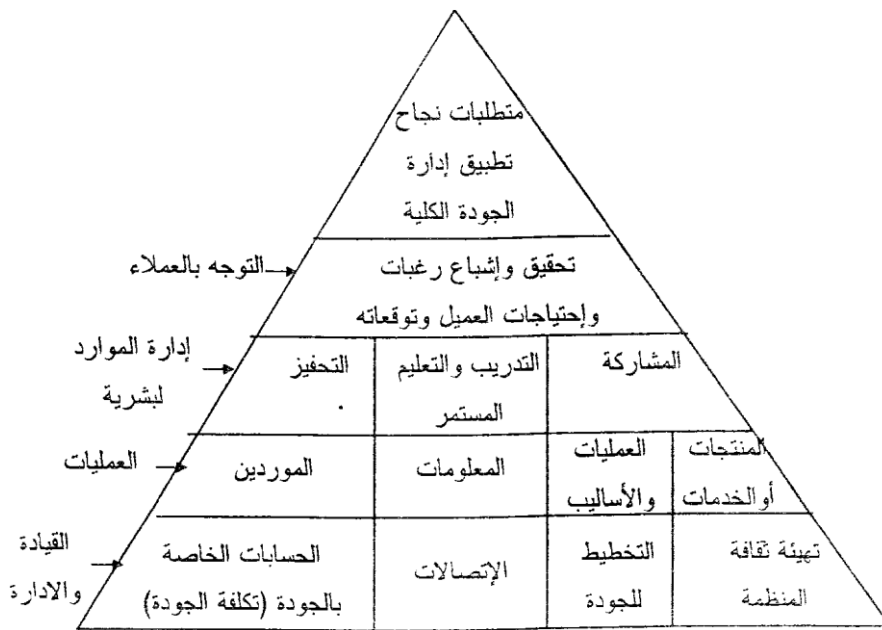 متطلبات نجاح
تطبيق إدارة
الجودة الكلية
التوجه بالعملاء
تحقيق وإشباع رغبات
وإحتياجات العميل وتوقعاته
إدارة الموارد
لبشرية
المشاركة
التدريب والتعليم
المستمر
التحفيز
العمليات
المنتجات
أوالخدمات
العمليات
والأساليب
المعلومات
الموردين
القيادة
والادارة
تهيئة ثقافة
المنظمة
التخطيط
للجودة
الإتصالات
الحسابات الخاصة
بالجودة (تكلفة الجودة)